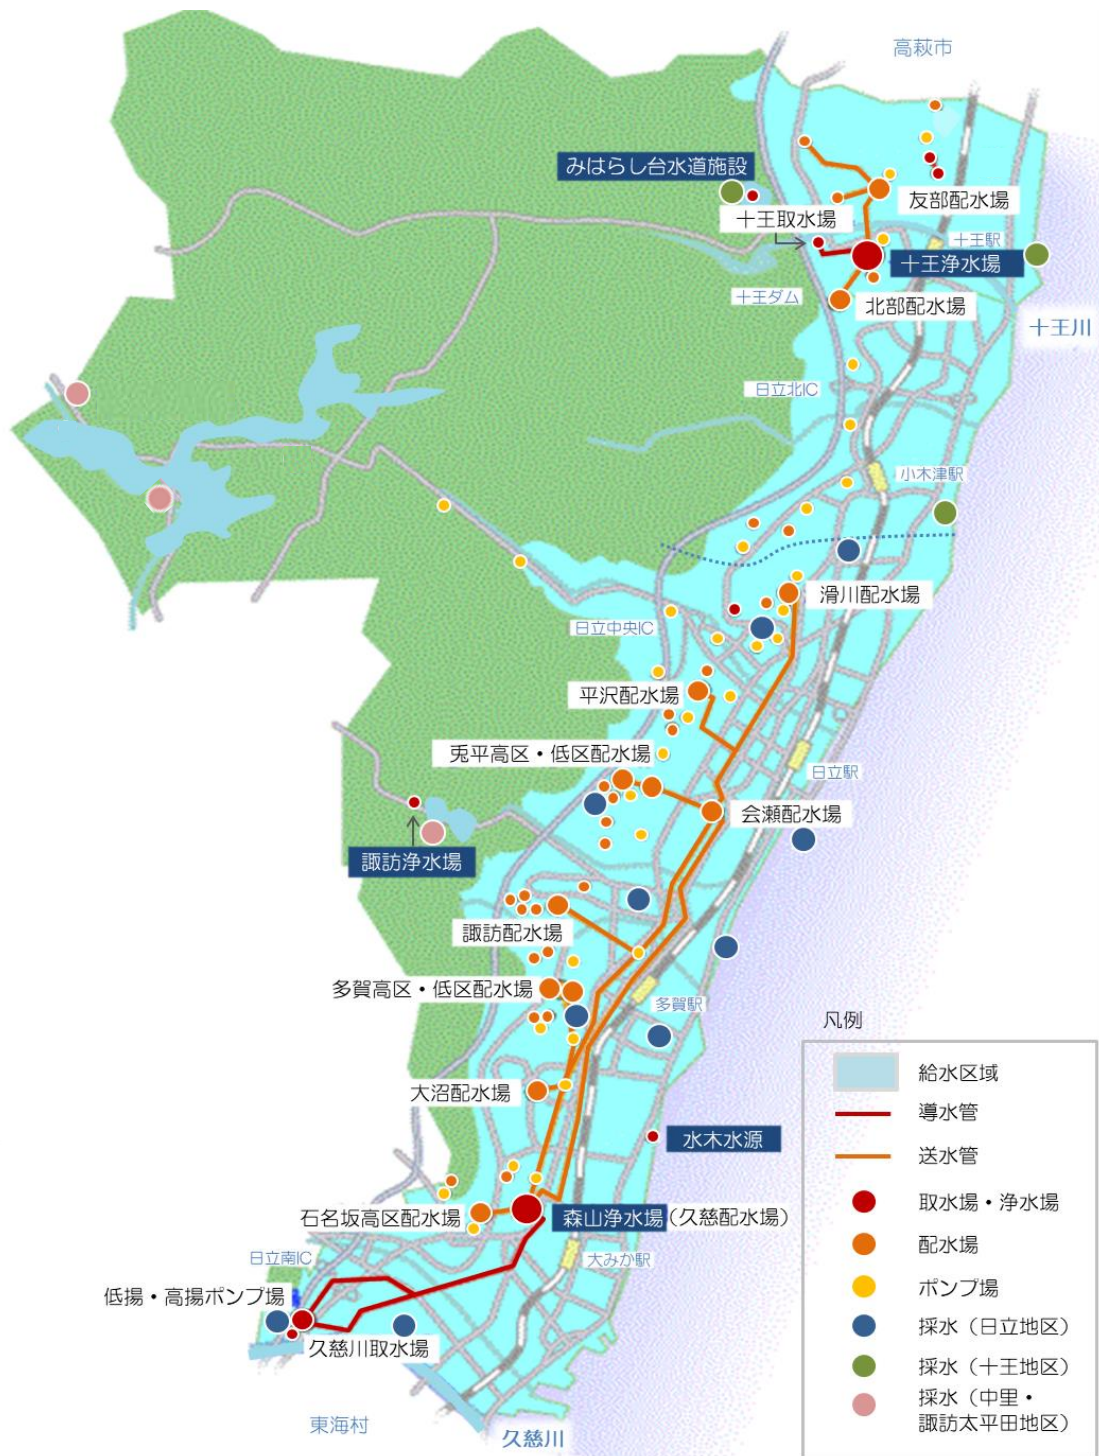 高萩市
みはらし台水道施設
十王取水場
友部配水場
十王駅
十王浄水場
十王ダム
北部配水場
十王川
日立北IC
小木津駅
滑川配水場
日立中央IC
平沢配水場
兎平高区・低区配水場
日立駅
会瀬配水場
諏訪浄水場
諏訪配水場
多賀高区・低区配水場
多賀駅
大沼配水場
水木水源
石名坂高区配水場
森山浄水場(久慈配水場)
日立南IC
大みか駅
低揚・高揚ポンプ場
久慈川取水場
東海村
久慈川
凡例
給水区域
導水管
送水管
取水場・浄水場
配水場
ポンプ場
採水(日立地区)
採水(十王地区)
採水(中里・
諏訪太平田地区)